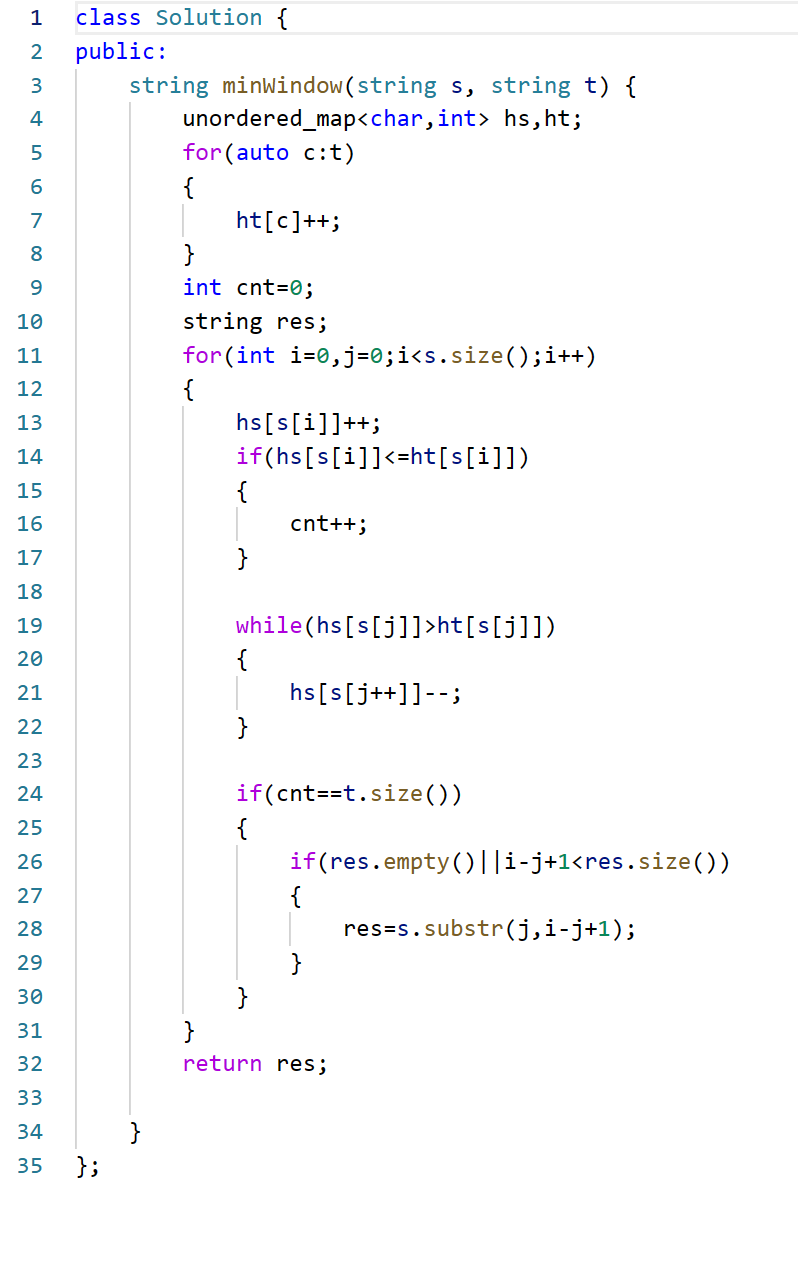 1 class Solution {
2 public:
3     string minWindow(string s, string t) {
4         unordered_map<char,int> hs,ht;
5         for(auto c:t)
6         {
7             ht[c]++;
8         }
9         int cnt=0;
10         string res;
11         for(int i=0,j=0;i<s.size();i++)
12         {
13             hs[s[i]]++;
14             if(hs[s[i]]<=ht[s[i]])
15             {
16                 cnt++;
17             }
18
19             while(hs[s[j]]>ht[s[j]])
20             {
21                 hs[s[j++]]--;
22             }
23
24             if(cnt==t.size())
25             {
26                 if(res.empty()||i-j+1<res.size())
27                 {
28                     res=s.substr(j,i-j+1);
29                 }
30             }
31         }
32         return res;
33
34     }
35 };